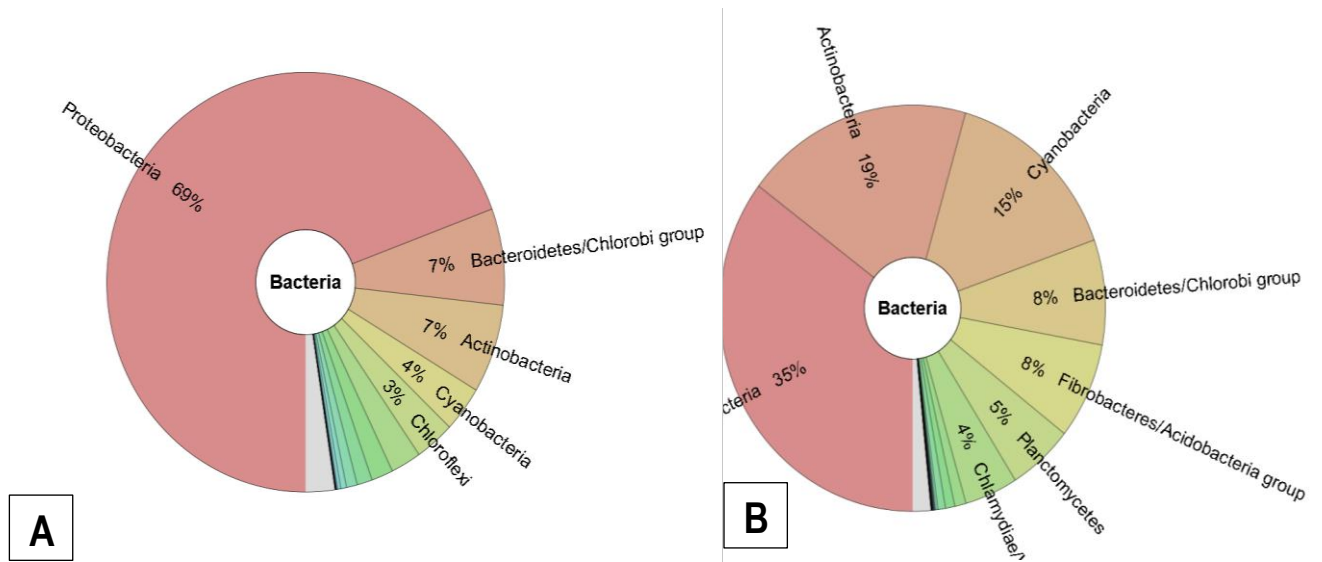 Proteobacteria 69%
7% Bacteroidetes/Chlorobi group
7% Actinobacteria
4% Cyanobacteria
3% Chloroflexi
Bacteria
A
Actinobacteria 19%
15% Cyanobacteria
8% Bacteroidetes/Chlorobi group
8% Fibrobacteres/Acidobacteria group
5% Planctomycetes
4% Chlamydiae/
cteria 35%
Bacteria
B